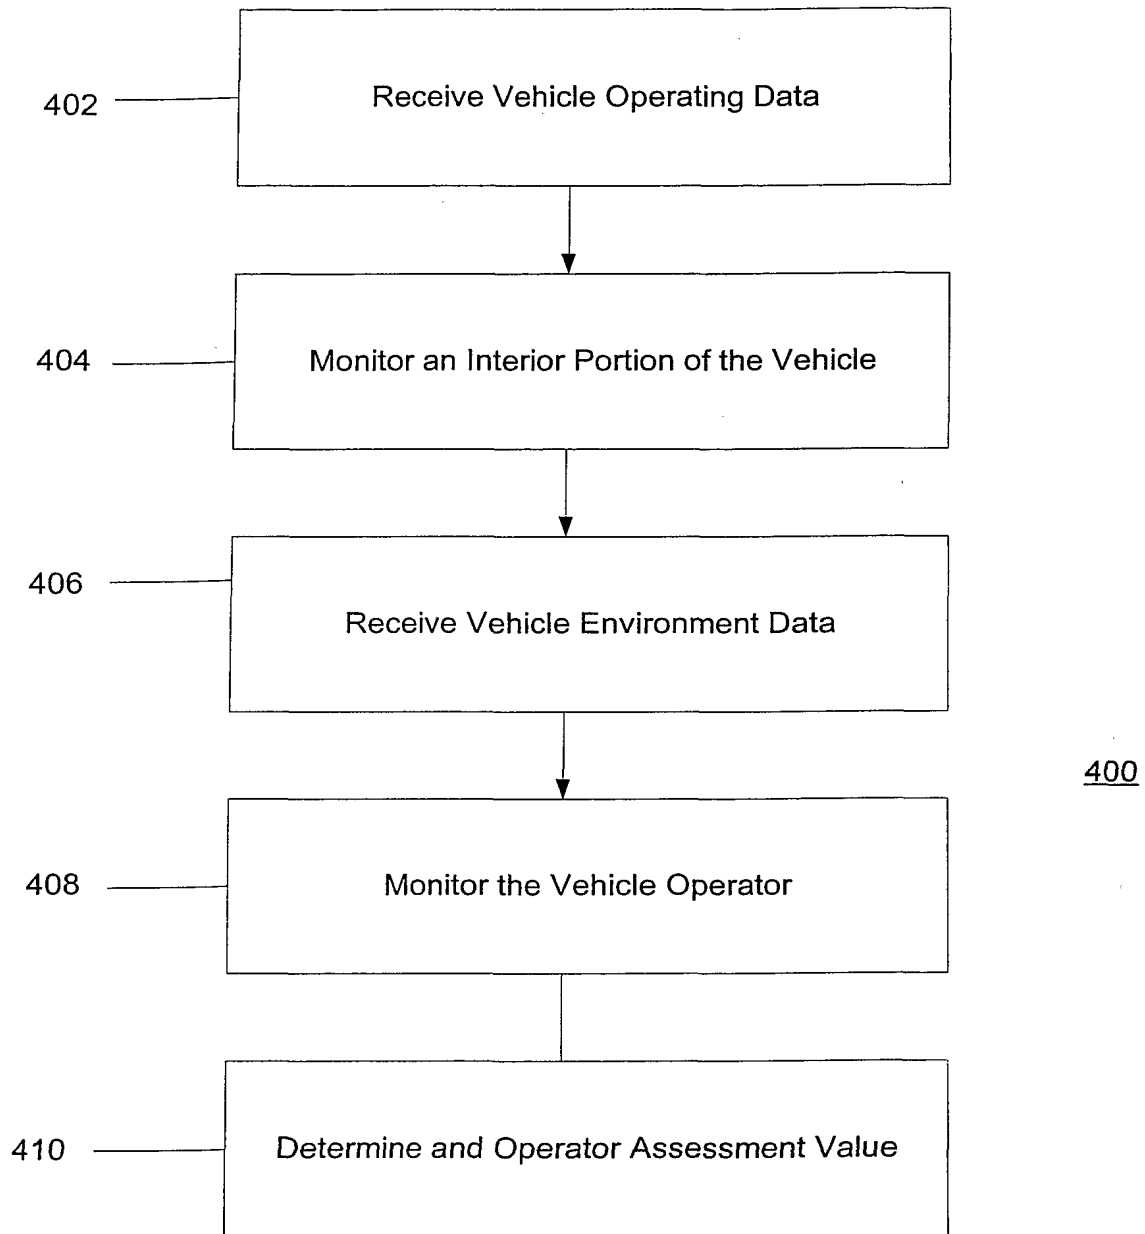 402 Receive Vehicle Operating Data
404 Monitor an Interior Portion of the Vehicle
406 Receive Vehicle Environment Data
400
408 Monitor the Vehicle Operator
410 Determine and Operator Assessment Value